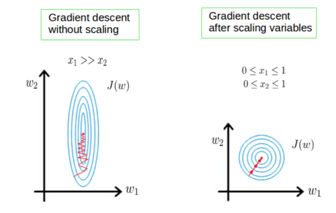 Gradient descent
without scaling
x₁ >> x₂
w₂
J(w)
w₁
Gradient descent
after scaling variables
0 ≤ x₁ ≤ 1
0 ≤ x₂ ≤ 1
w₂
J(w)
w₁